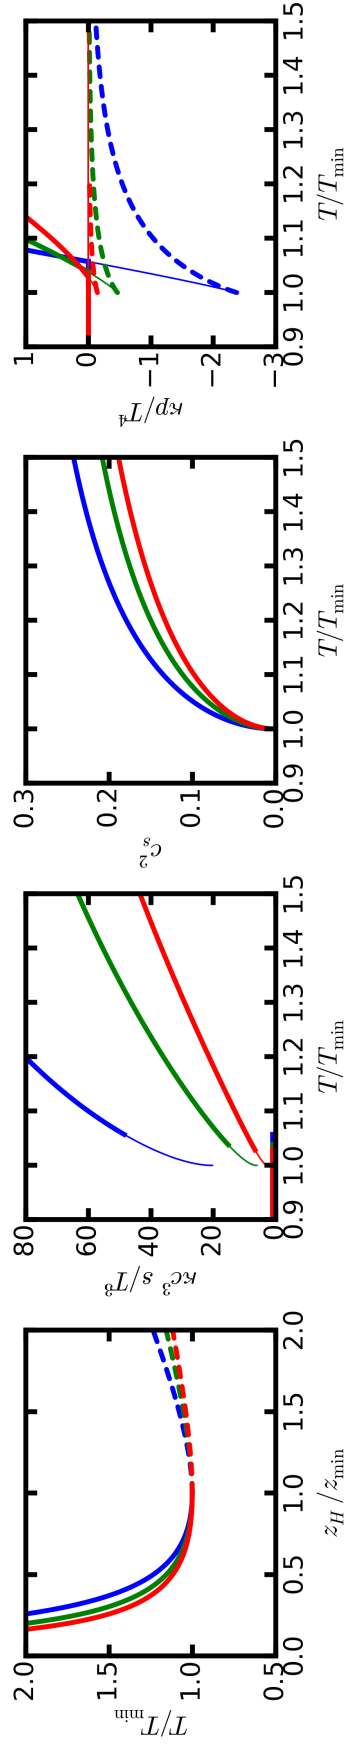 T/T_min
2.0
1.5
1.0
0.5
0.0 0.5 1.0 1.5 2.0
z_H/z_min
κc³ s/T³
80
60
40
20
0
0.9 1.0 1.1 1.2 1.3 1.4 1.5
T/T_min
c_s²
0.3
0.2
0.1
0.0
0.9 1.0 1.1 1.2 1.3 1.4 1.5
T/T_min
κp/T⁴
1
0
−1
−2
−3
0.9 1.0 1.1 1.2 1.3 1.4 1.5
T/T_min